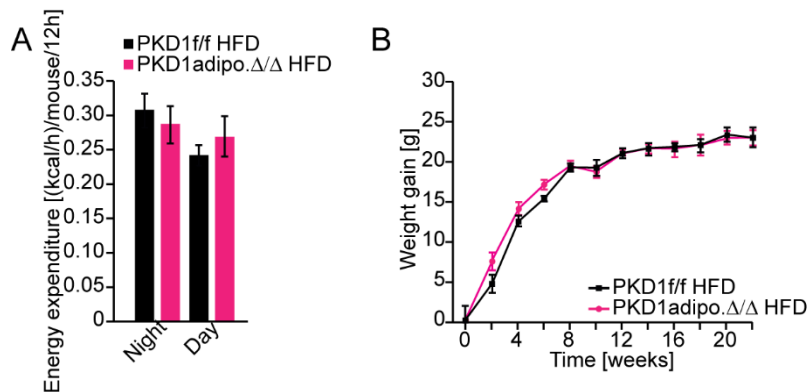 A
PKD1f/f HFD
PKD1adipo.Δ/Δ HFD
Energy expenditure [(kcal/h)/mouse/12h]
0.35
0.30
0.25
0.20
0.15
0.10
0.05
0
Night
Day
B
Weight gain [g]
30
25
20
15
10
5
0
PKD1f/f HFD
PKD1adipo.Δ/Δ HFD
0 4 8 12 16 20
Time [weeks]